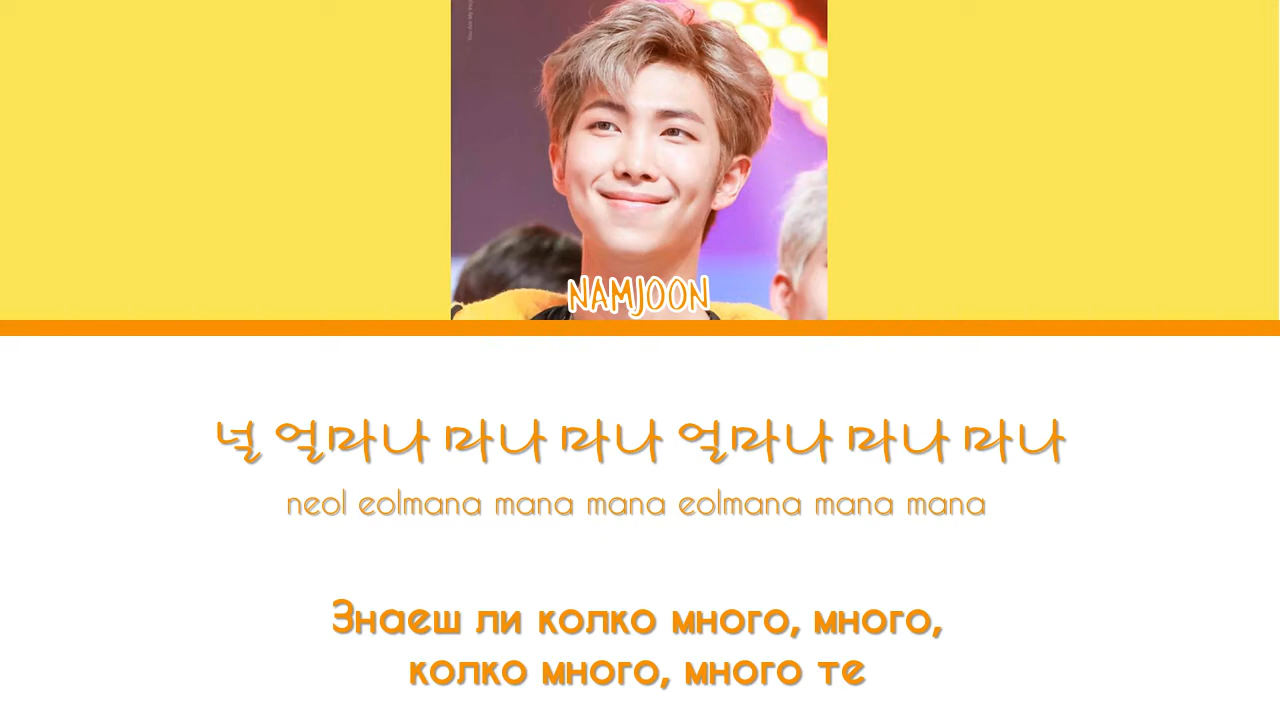 NAMJOON
널 얼마나 마나 마나 얼마나 마나 마나
neol eolmana mana mana eolmana mana mana
Знаеш ли колко много, много,
колко много, много те